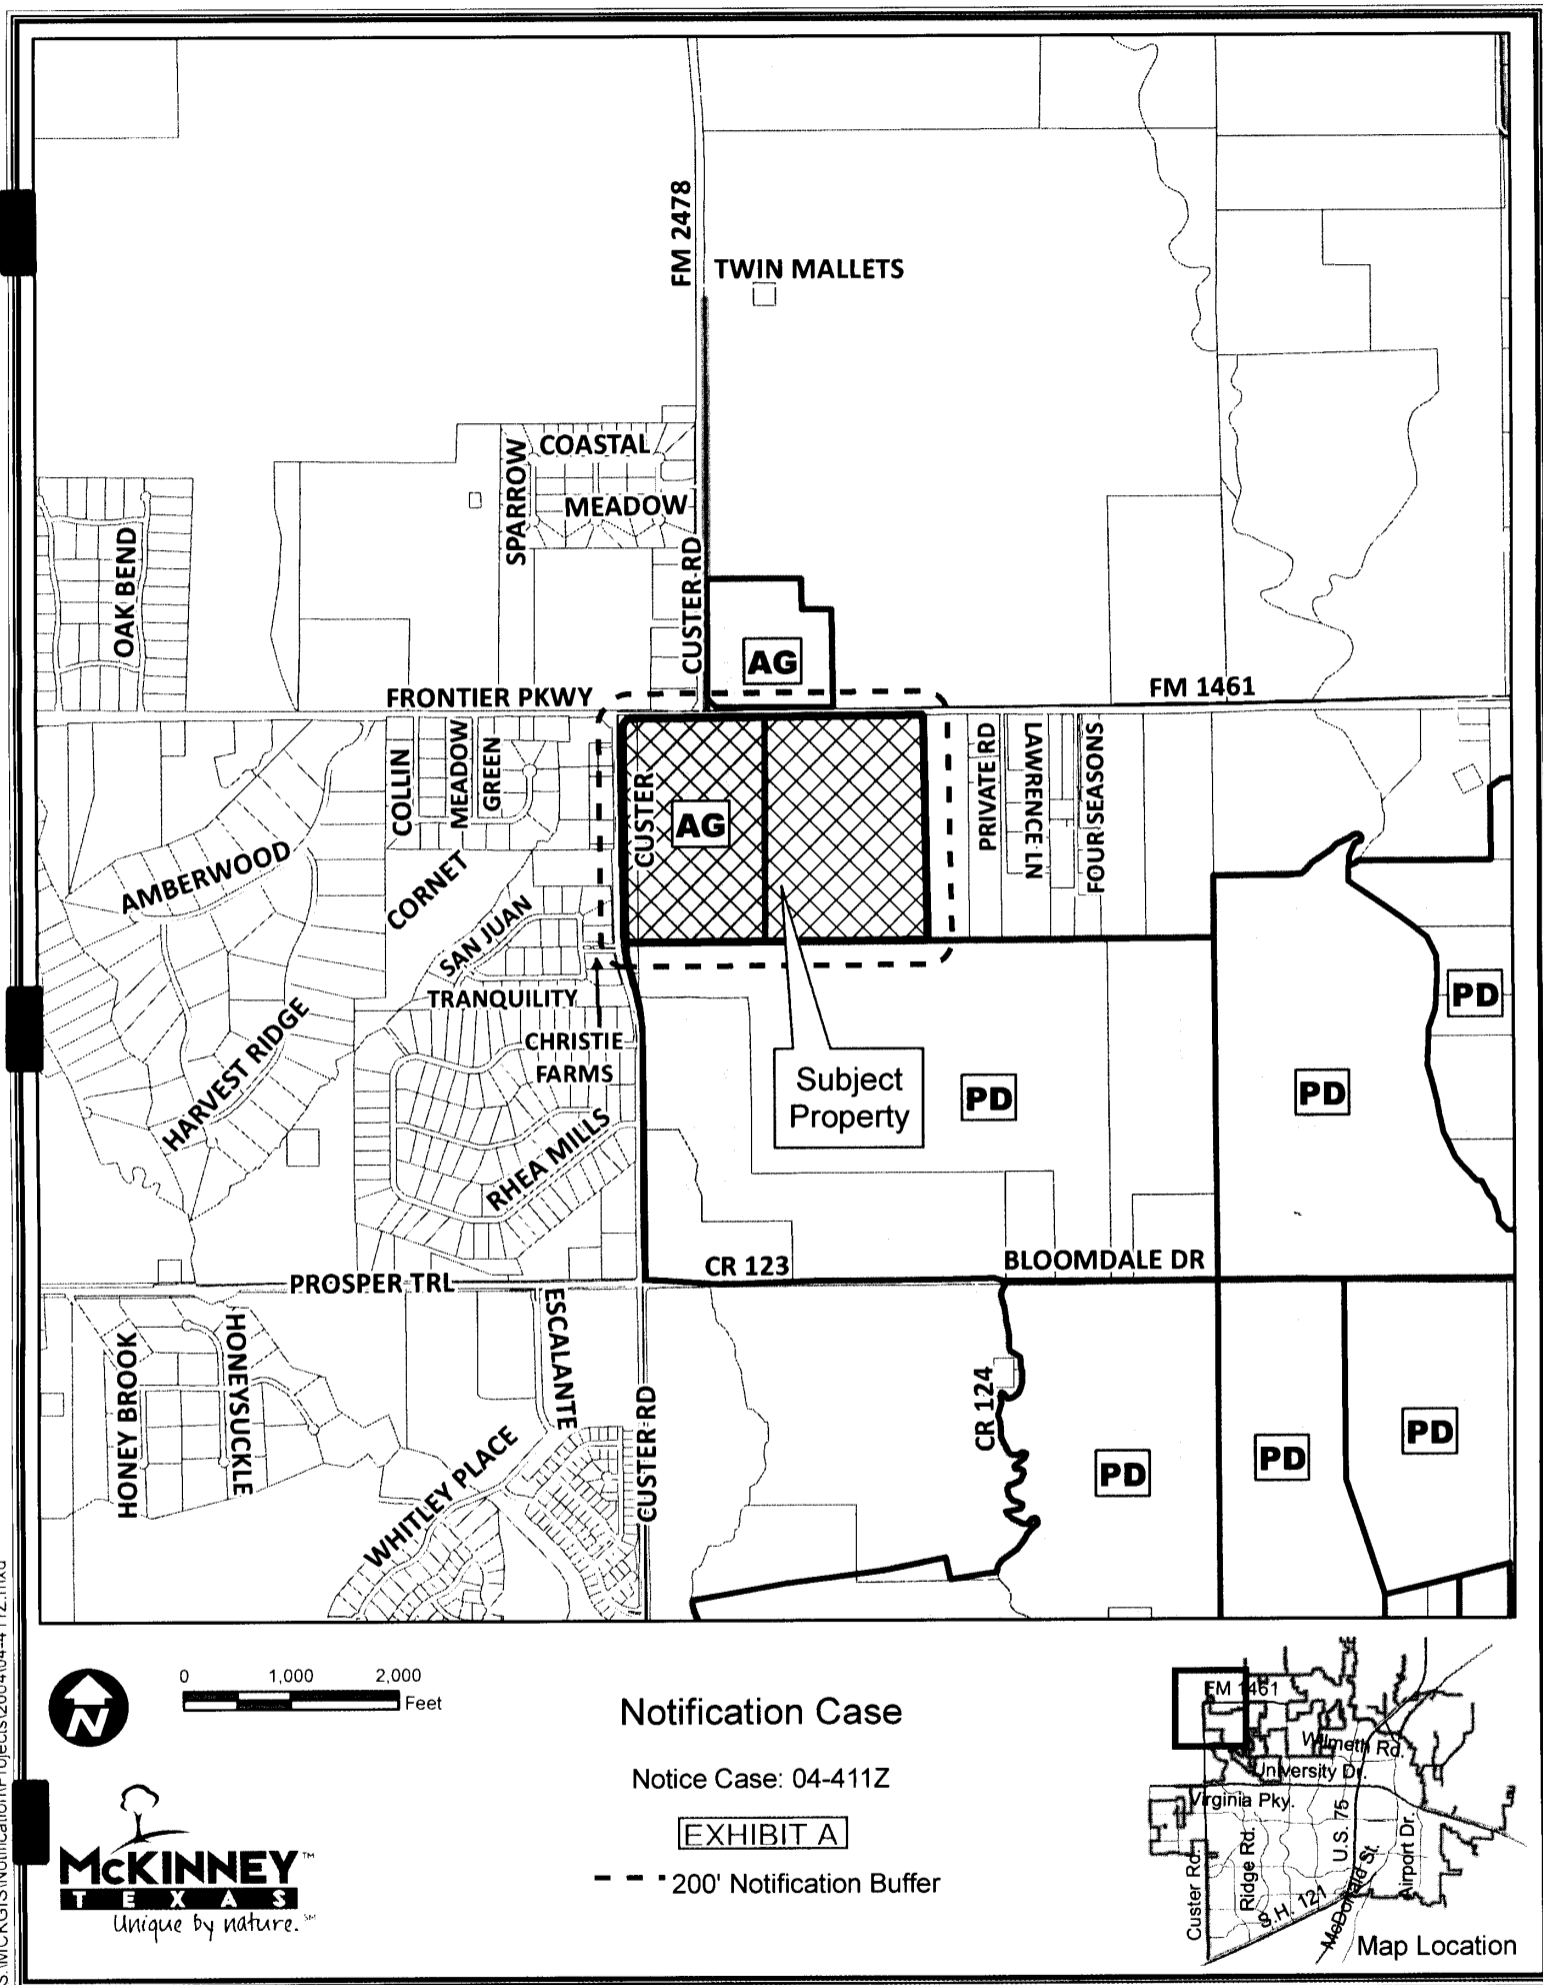 FM 2478
TWIN MALLETS
COASTAL
SPARROW
MEADOW
OAK BEND
CUSTER RD
AG
FRONTIER PKWY
FM 1461
COLLIN
MEADOW
GREEN
CUSTER
AG
PRIVATE RD
LAWRENCE LN
FOUR SEASONS
AMBERWOOD
CORNET
SAN JUAN
TRANQUILITY
HARVEST RIDGE
CHRISTIE
FARMS
RHEA MILLS
Subject
Property
PD
PD
PD
CR 123
BLOOMDALE DR
PROSPER TRL
HONEY BROOK
HONEYSUCKLE
ESCALANTE
WHITLEY PLACE
CUSTER RD
CR 124
PD
PD
PD
N
0 1,000 2,000
Feet
McKINNEY™
TEXAS
Unique by nature.℠
Notification Case
Notice Case: 04-411Z
EXHIBIT A
200' Notification Buffer
FM 1461
Wilmeth Rd.
University Dr.
Virginia Pky.
Custer Rd.
Ridge Rd.
U.S. 75
McDonald St.
Airport Dr.
S.H. 121
Map Location